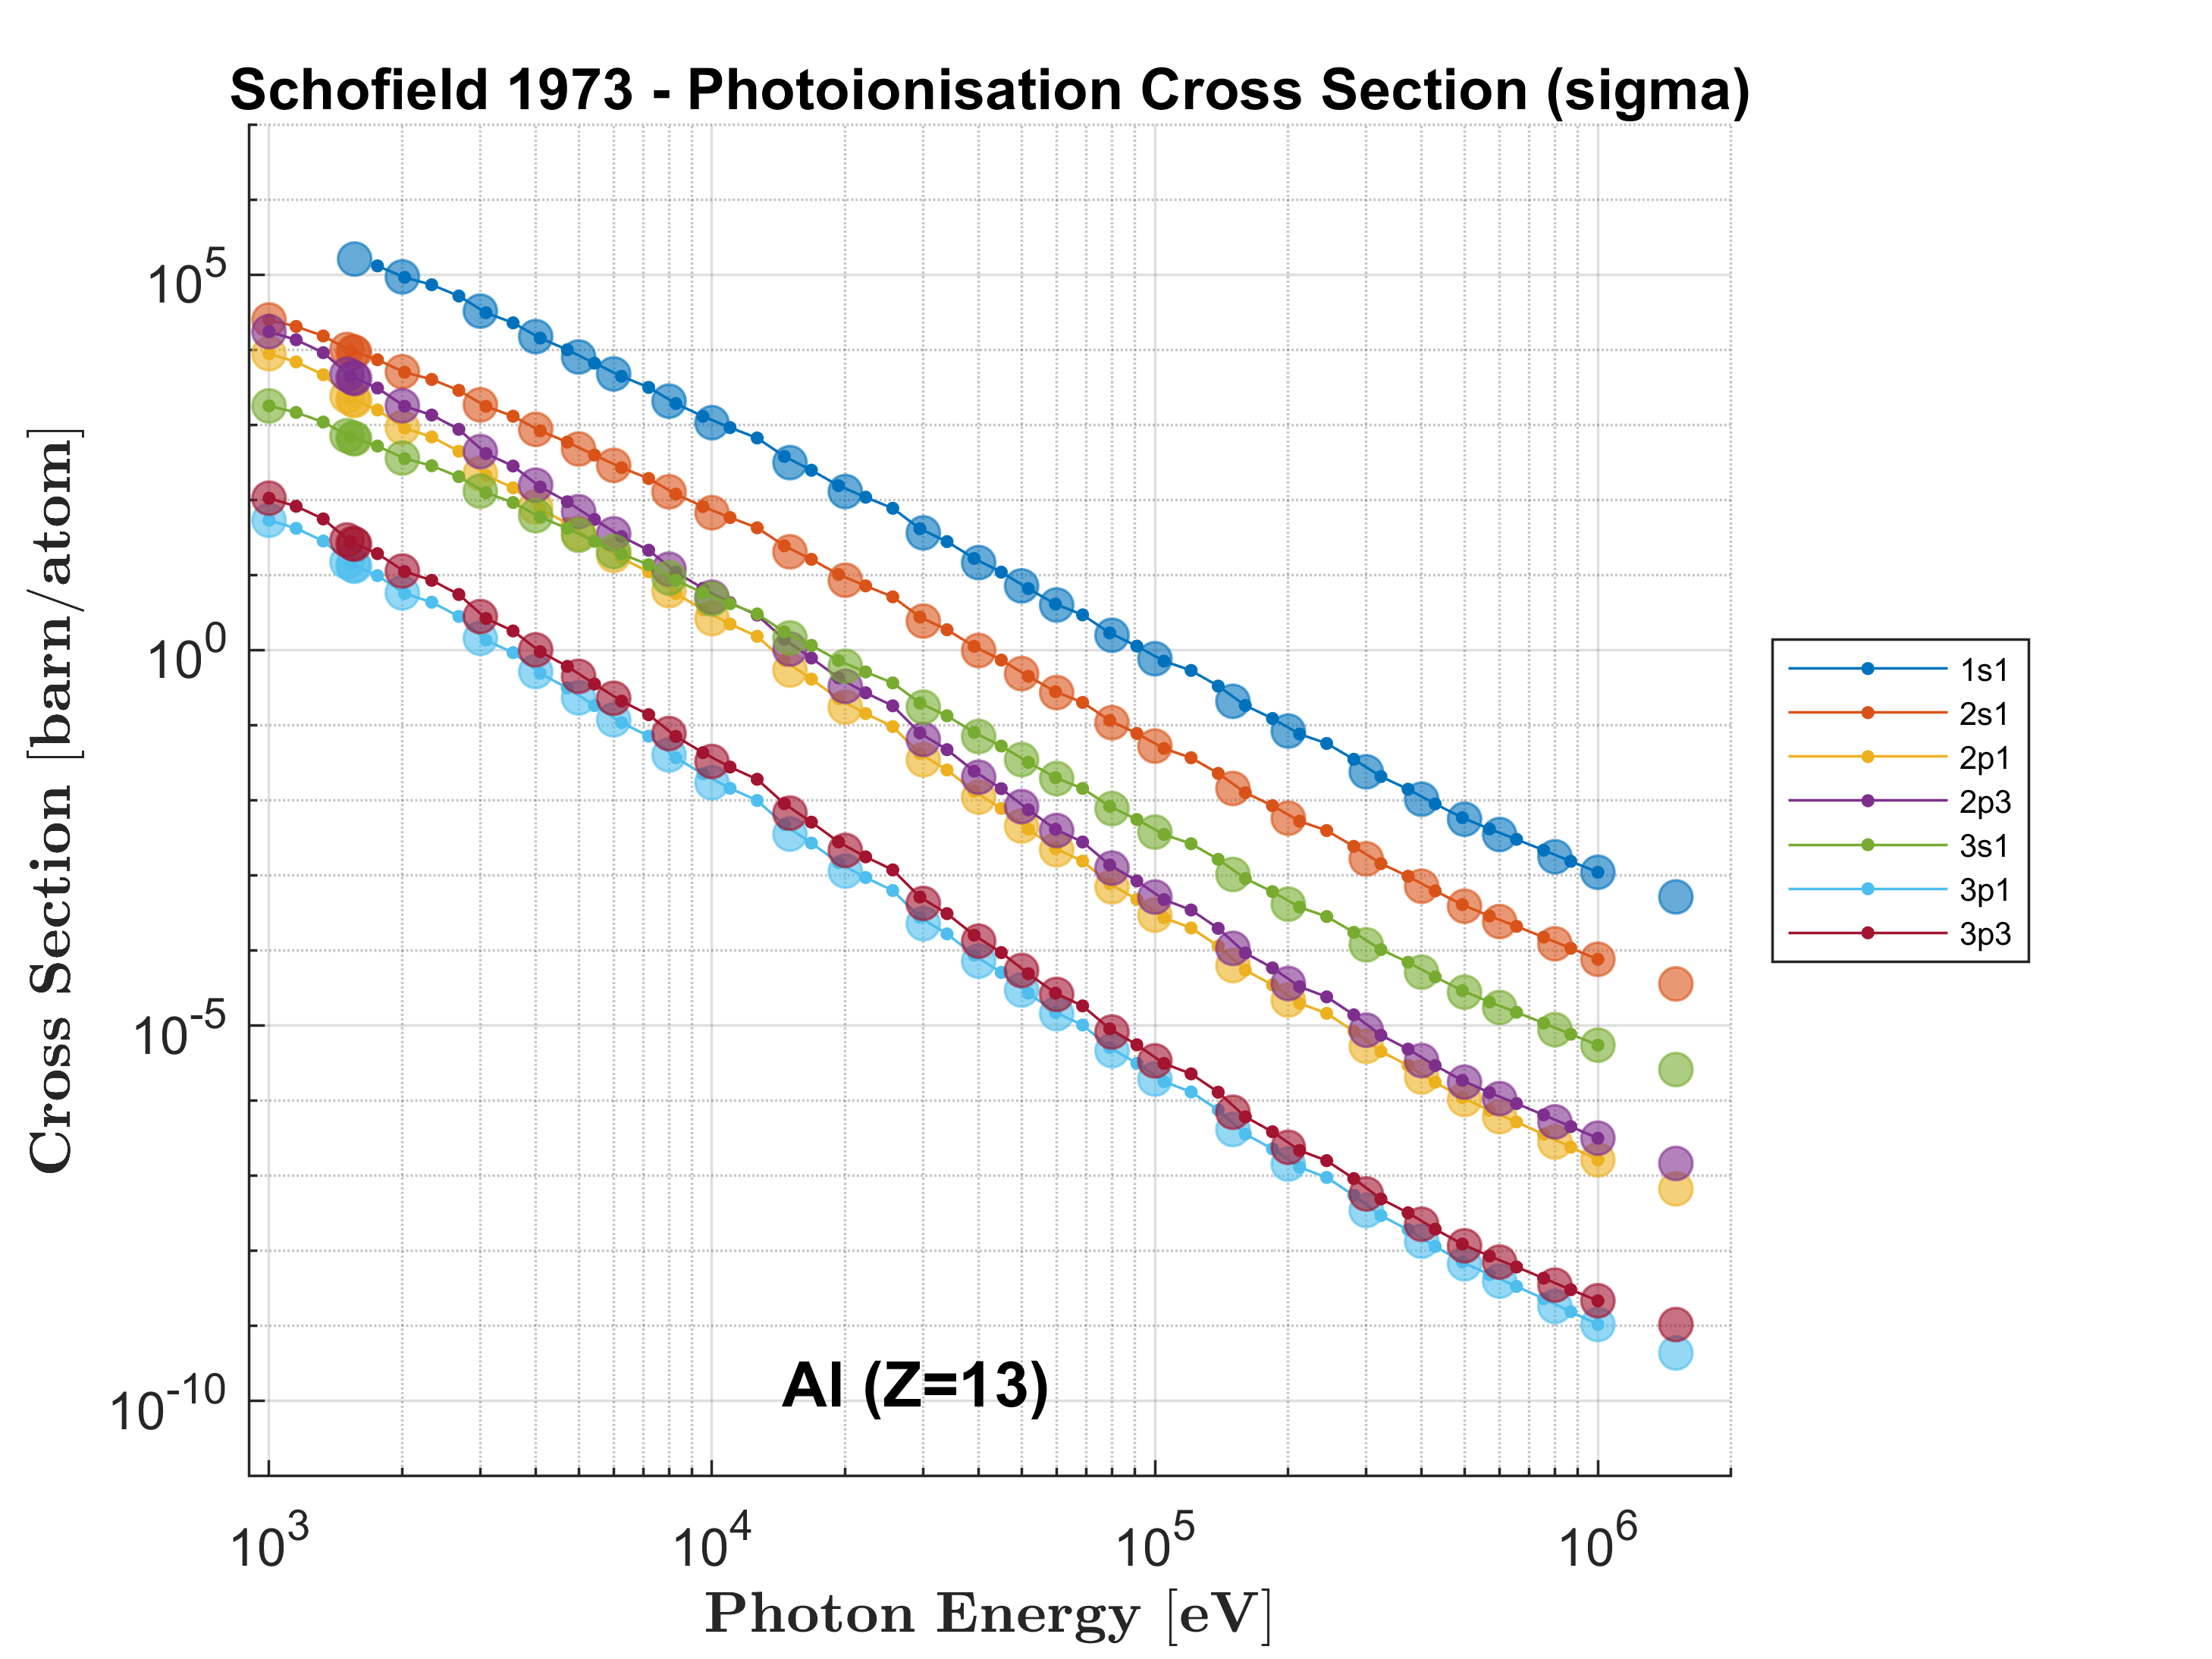 Schofield 1973 - Photoionisation Cross Section (sigma)
10^5
10^0
10^-5
10^-10
Cross Section [barn/atom]
Al (Z=13)
10^3
10^4
10^5
10^6
Photon Energy [eV]
1s1
2s1
2p1
2p3
3s1
3p1
3p3